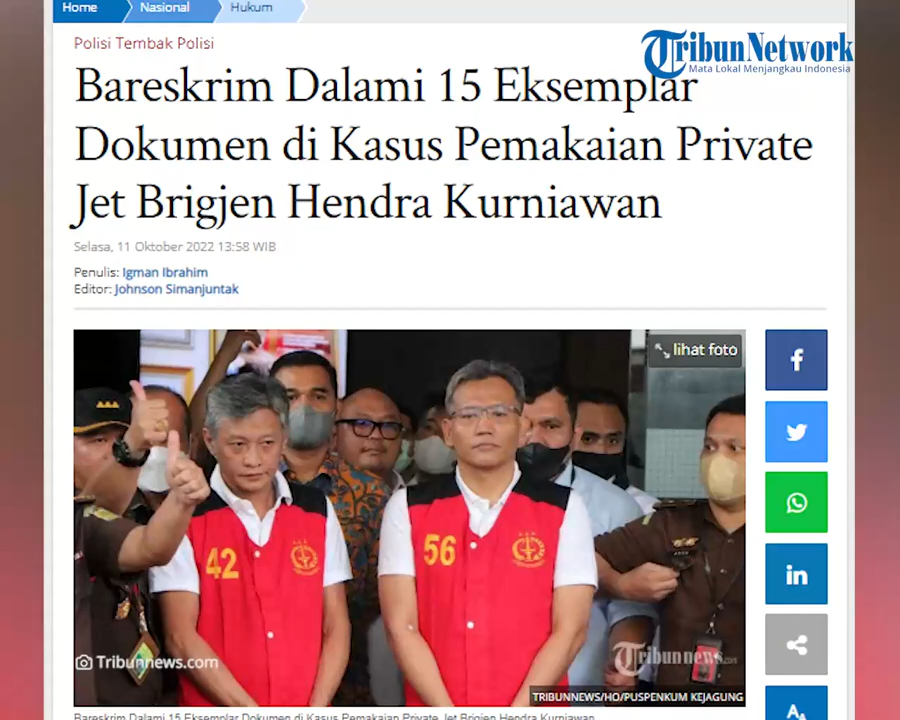 Home
Nasional
Hukum
Polisi Tembak Polisi
TribunNetwork
Mata Lokal Menjangkau Indonesia
Bareskrim Dalami 15 Eksemplar
Dokumen di Kasus Pemakaian Private
Jet Brigjen Hendra Kurniawan
Selasa, 11 Oktober 2022 13:58 WIB
Penulis: Igman Ibrahim
Editor: Johnson Simanjuntak
lihat foto
42
56
Tribunnews.com
Tribunnews.com
TRIBUNNEWS/HO/PUSPENKUM KEJAGUNG
Bareskrim Dalami 15 Eksemplar Dokumen di Kasus Pemakaian Private Jet Brigjen Hendra Kurniawan